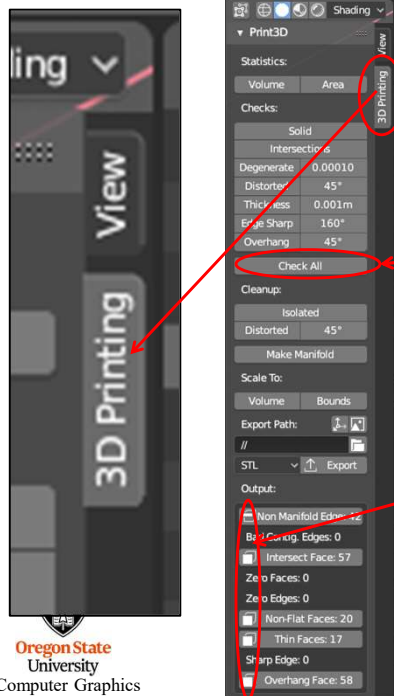 ling
View
3D Printing
Oregon State
University
Computer Graphics
Shading
Print3D
View
3D Printing
Statistics:
Volume Area
Checks:
Solid
Intersections
Degenerate 0.00010
Distorted 45°
Thickness 0.001m
Edge Sharp 160°
Overhang 45°
Check All
Cleanup:
Isolated
Distorted 45°
Make Manifold
Scale To:
Volume Bounds
Export Path:
//
STL Export
Output:
Non Manifold Edge: 42
Bad Contig. Edges: 0
Intersect Face: 57
Zero Faces: 0
Zero Edges: 0
Non-Flat Faces: 20
Thin Faces: 17
Sharp Edge: 0
Overhang Face: 58